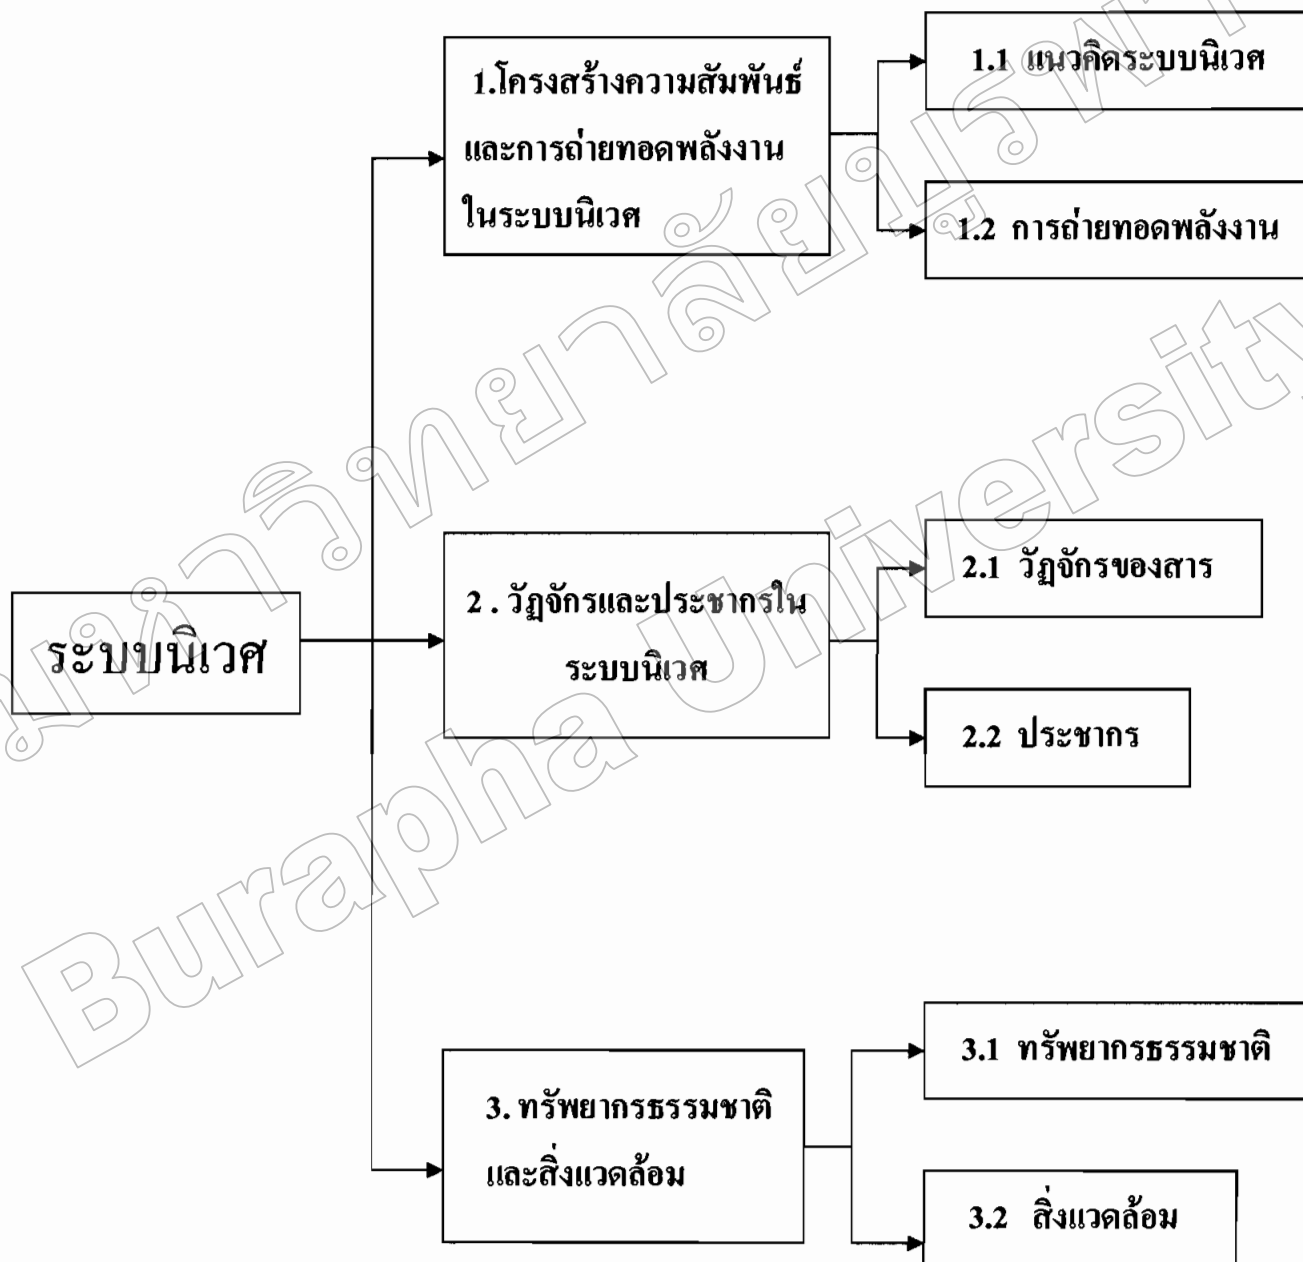 1.โครงสร้างความสัมพันธ์
และการถ่ายทอดพลังงาน
ในระบบนิเวศ
1.1 แนวคิดระบบนิเวศ
1.2 การถ่ายทอดพลังงาน
ระบบนิเวศ
2 . วัฏจักรและประชากรใน
ระบบนิเวศ
2.1 วัฏจักรของสาร
2.2 ประชากร
3. ทรัพยากรธรรมชาติ
และสิ่งแวดล้อม
3.1 ทรัพยากรธรรมชาติ
3.2 สิ่งแวดล้อม
มหาวิทยาลัยบูรพา
Burapha University